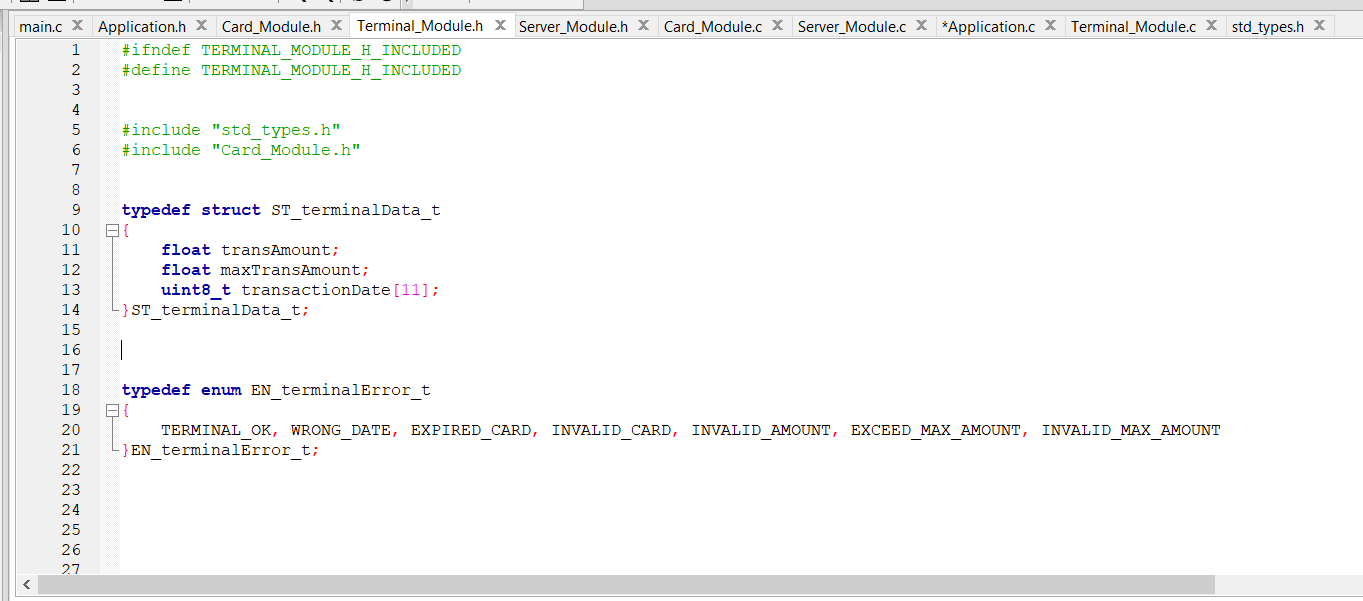 main.c Application.h Card_Module.h Terminal_Module.h Server_Module.h Card_Module.c Server_Module.c *Application.c Terminal_Module.c std_types.h
1 #ifndef TERMINAL_MODULE_H_INCLUDED
2 #define TERMINAL_MODULE_H_INCLUDED
3
4
5 #include "std_types.h"
6 #include "Card_Module.h"
7
8
9 typedef struct ST_terminalData_t
10 {
11     float transAmount;
12     float maxTransAmount;
13     uint8_t transactionDate[11];
14 }ST_terminalData_t;
15
16
17
18 typedef enum EN_terminalError_t
19 {
20     TERMINAL_OK, WRONG_DATE, EXPIRED_CARD, INVALID_CARD, INVALID_AMOUNT, EXCEED_MAX_AMOUNT, INVALID_MAX_AMOUNT
21 }EN_terminalError_t;
22
23
24
25
26
27